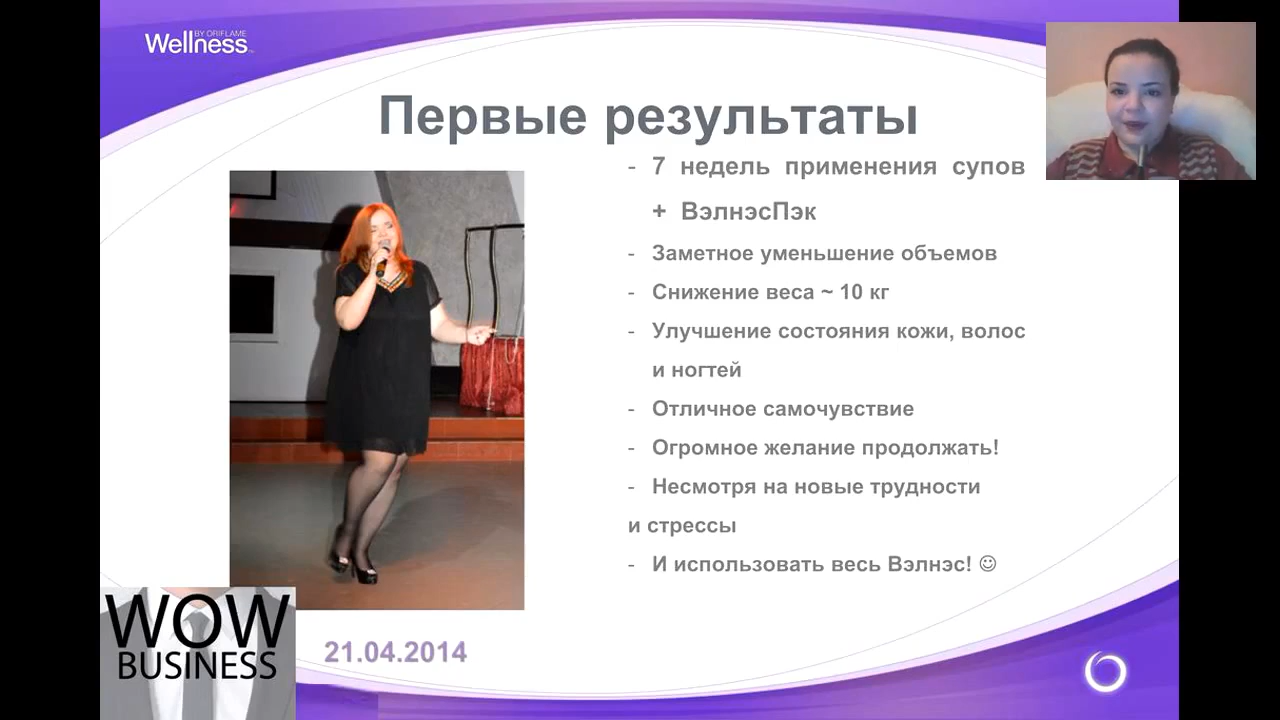 BY ORIFLAME
Wellness
Первые результаты
- 7 недель применения супов
+ ВэлнэсПэк
- Заметное уменьшение объемов
- Снижение веса ~ 10 кг
- Улучшение состояния кожи, волос
и ногтей
- Отличное самочувствие
- Огромное желание продолжать!
- Несмотря на новые трудности
и стрессы
- И использовать весь Вэлнэс! ☺
WOW
BUSINESS
21.04.2014